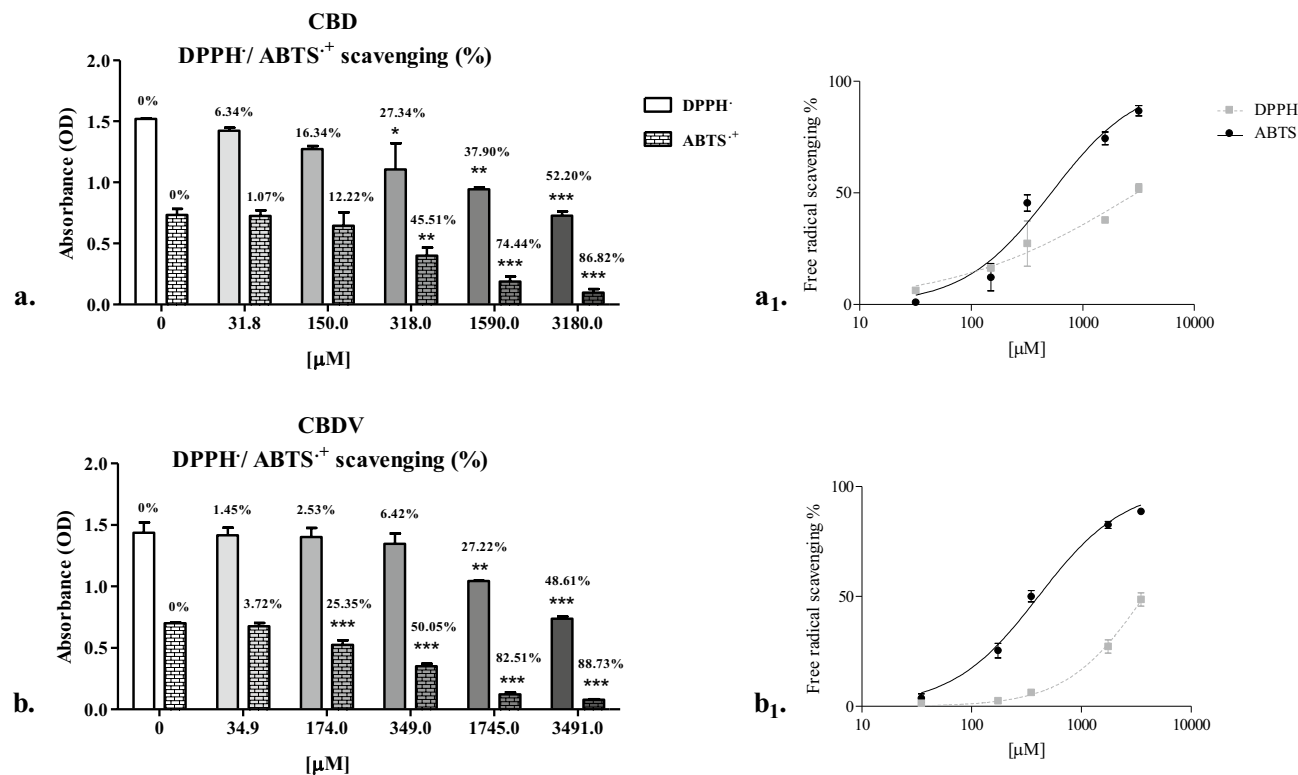 CBD
DPPH·/ ABTS·+ scavenging (%)
2.0
1.5
1.0
0.5
0.0
Absorbance (OD)
0%
0%
6.34%
1.07%
16.34%
12.22%
27.34%
*
45.51%
**
37.90%
**
74.44%
***
52.20%
***
86.82%
***
0 31.8 150.0 318.0 1590.0 3180.0
[μM]
DPPH·
ABTS·+
a.
a1.
Free radical scavenging %
100
50
0
10 100 1000 10000
[μM]
DPPH
ABTS
CBDV
DPPH·/ ABTS·+ scavenging (%)
2.0
1.5
1.0
0.5
0.0
Absorbance (OD)
0%
0%
1.45%
3.72%
2.53%
25.35%
***
6.42%
50.05%
***
27.22%
**
82.51%
***
48.61%
***
88.73%
***
0 34.9 174.0 349.0 1745.0 3491.0
[μM]
b.
b1.
Free radical scavenging %
100
50
0
10 100 1000 10000
[μM]